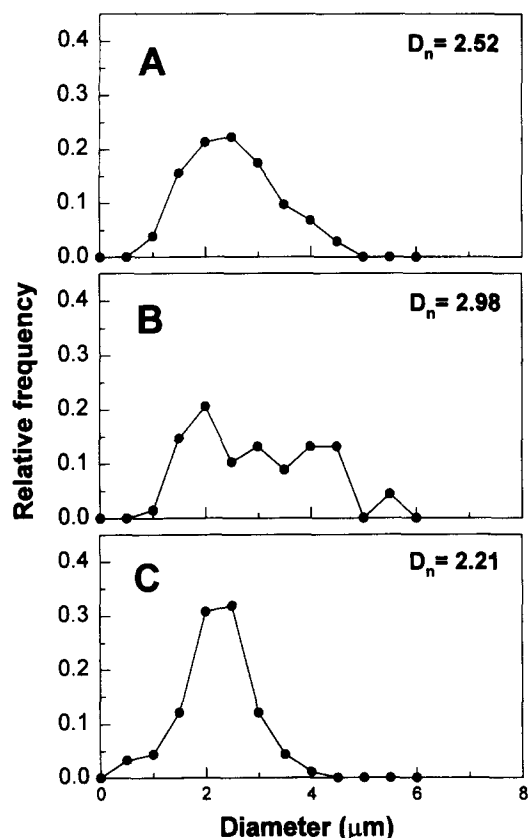 A
Dn = 2.52
0.4
0.3
0.2
0.1
0.0
B
Dn = 2.98
0.4
0.3
0.2
0.1
0.0
C
Dn = 2.21
0.4
0.3
0.2
0.1
0.0
0 2 4 6 8
Relative frequency
Diameter (μm)